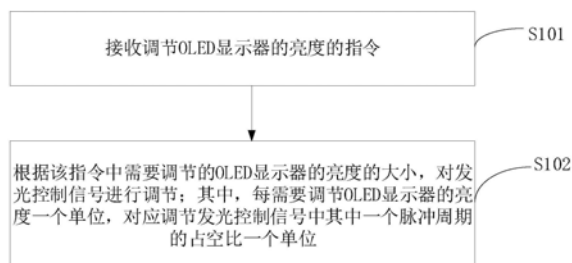 接收调节OLED显示器的亮度的指令
S101
根据该指令中需要调节的OLED显示器的亮度的大小，对发
光控制信号进行调节；其中，每需要调节OLED显示器的亮
度一个单位，对应调节发光控制信号中其中一个脉冲周期
的占空比一个单位
S102